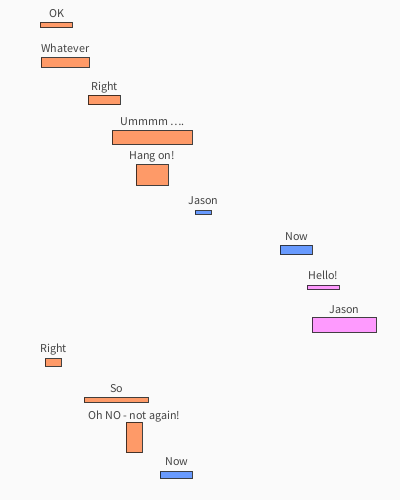 OK
Whatever
Right
Ummmm ....
Hang on!
Jason
Now
Hello!
Jason
Right
So
Oh NO - not again!
Now